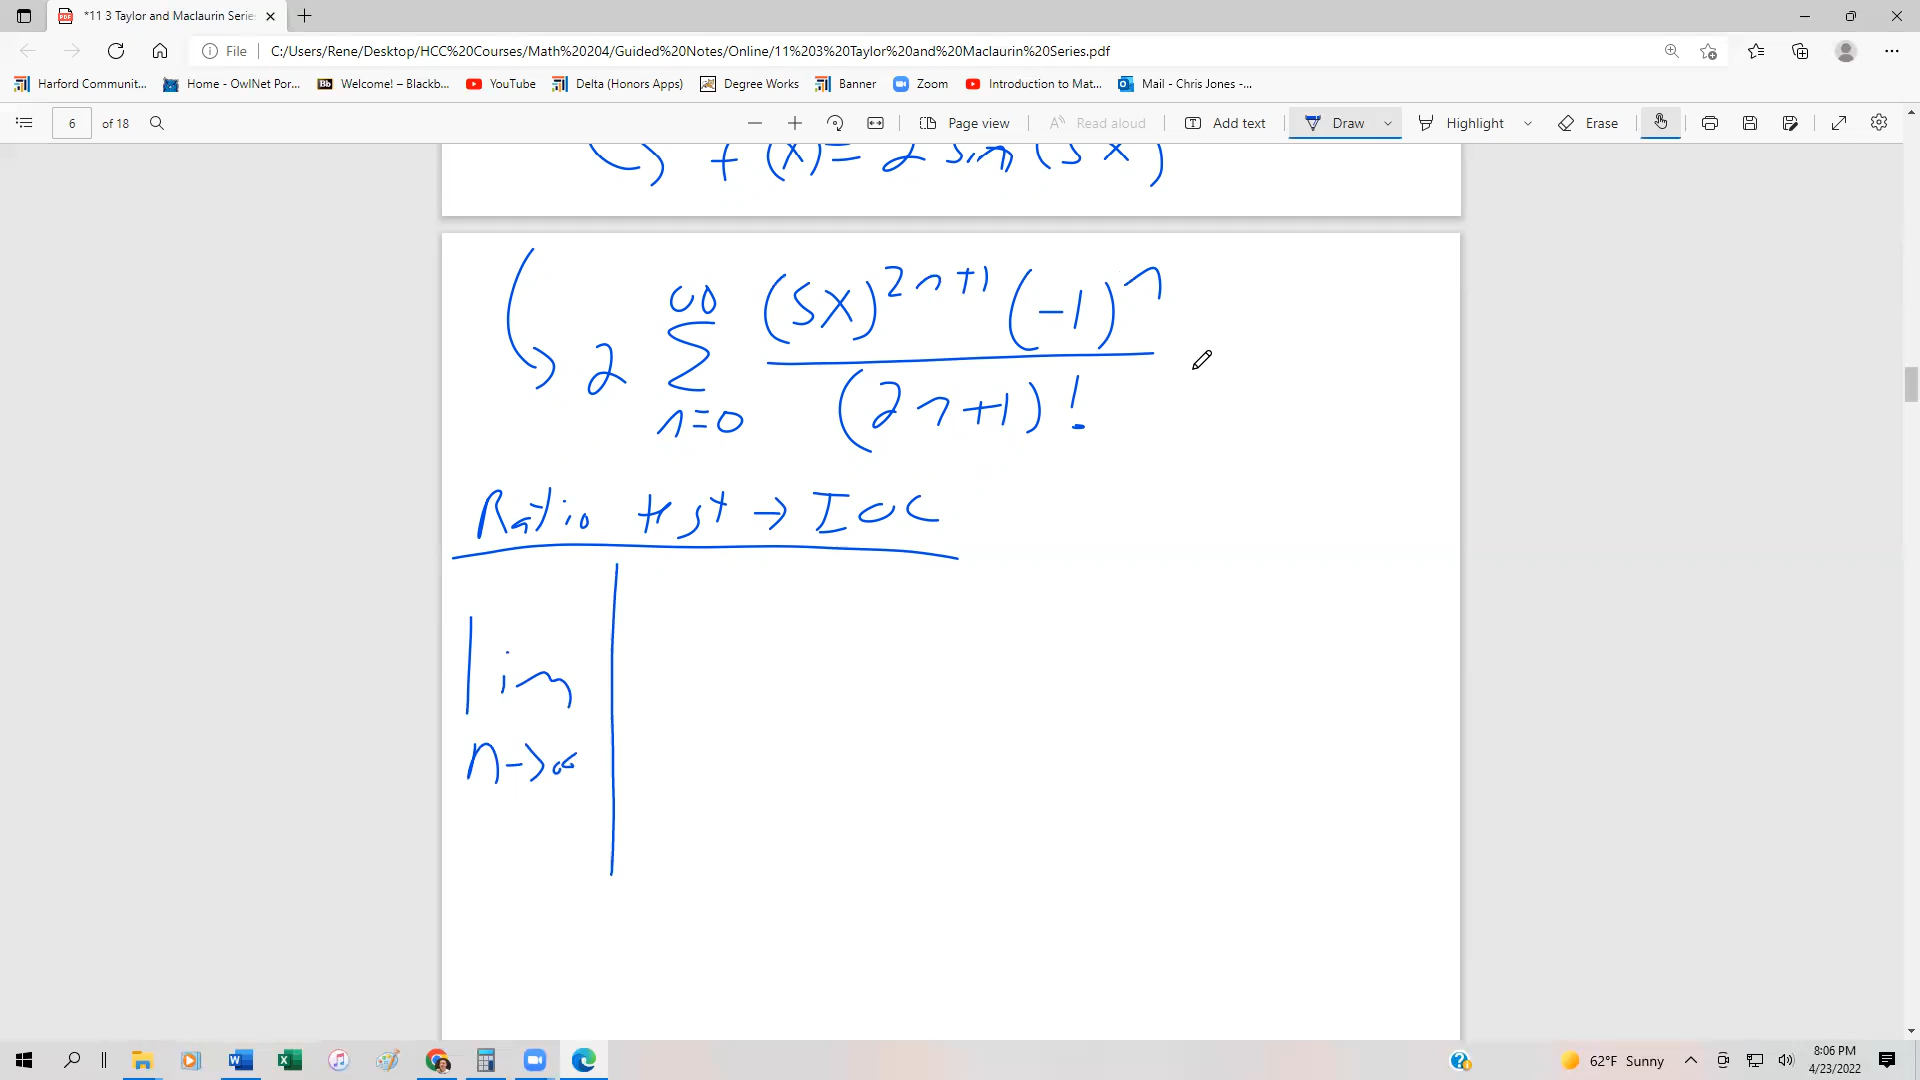 *11 3 Taylor and Maclaurin Serie
File C:/Users/Rene/Desktop/HCC%20Courses/Math%20204/Guided%20Notes/Online/11%203%20Taylor%20and%20Maclaurin%20Series.pdf
Harford Communit... Home - OwlNet Por... Welcome! – Blackb... YouTube Delta (Honors Apps) Degree Works Banner Zoom Introduction to Mat... Mail - Chris Jones -...
6 of 18 Page view Read aloud Add text Draw Highlight Erase
f(x) = 2 sin(5x)
2 ∑_{n=0}^{∞} (5x)^{2n+1} (-1)^n / (2n+1)!
Ratio test → IOC
lim
n→∞
62°F Sunny
8:06 PM
4/23/2022